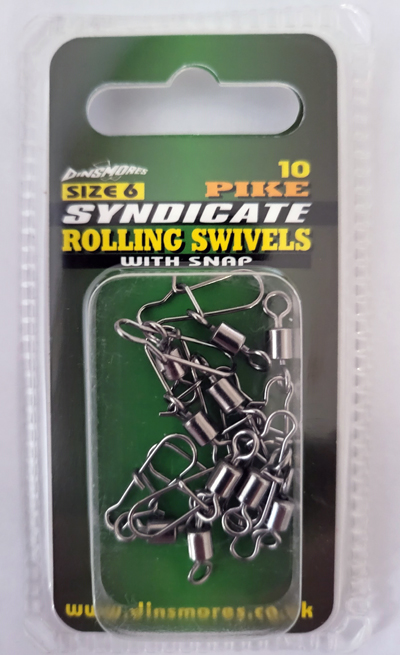 DINSMORES
10
SIZE 6
PIKE
SYNDICATE
ROLLING SWIVELS
WITH SNAP
www.dinsmores.co.uk